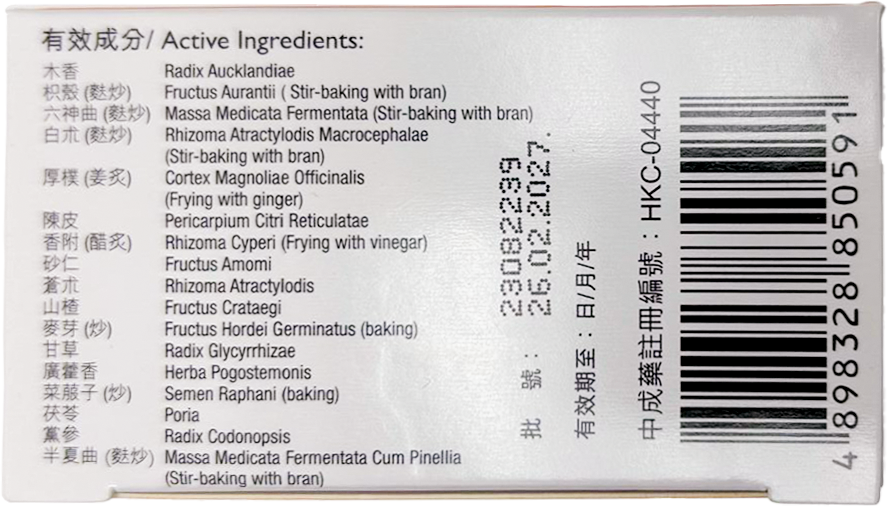 有效成分/ Active Ingredients:
木香 Radix Aucklandiae
枳殼 (麩炒) Fructus Aurantii ( Stir-baking with bran)
六神曲 (麩炒) Massa Medicata Fermentata (Stir-baking with bran)
白朮 (麩炒) Rhizoma Atractylodis Macrocephalae
(Stir-baking with bran)
厚樸 (姜炙) Cortex Magnoliae Officinalis
(Frying with ginger)
陳皮 Pericarpium Citri Reticulatae
香附 (醋炙) Rhizoma Cyperi (Frying with vinegar)
砂仁 Fructus Amomi
蒼朮 Rhizoma Atractylodis
山楂 Fructus Crataegi
麥芽 (炒) Fructus Hordei Germinatus (baking)
甘草 Radix Glycyrrhizae
廣藿香 Herba Pogostemonis
菜菔子 (炒) Semen Raphani (baking)
茯苓 Poria
黨參 Radix Codonopsis
半夏曲 (麩炒) Massa Medicata Fermentata Cum Pinellia
(Stir-baking with bran)
批 號： 23082239
26.02.2027.
有效期至：日/月/年
中成藥註冊編號：HKC-04440
4 898328 850591